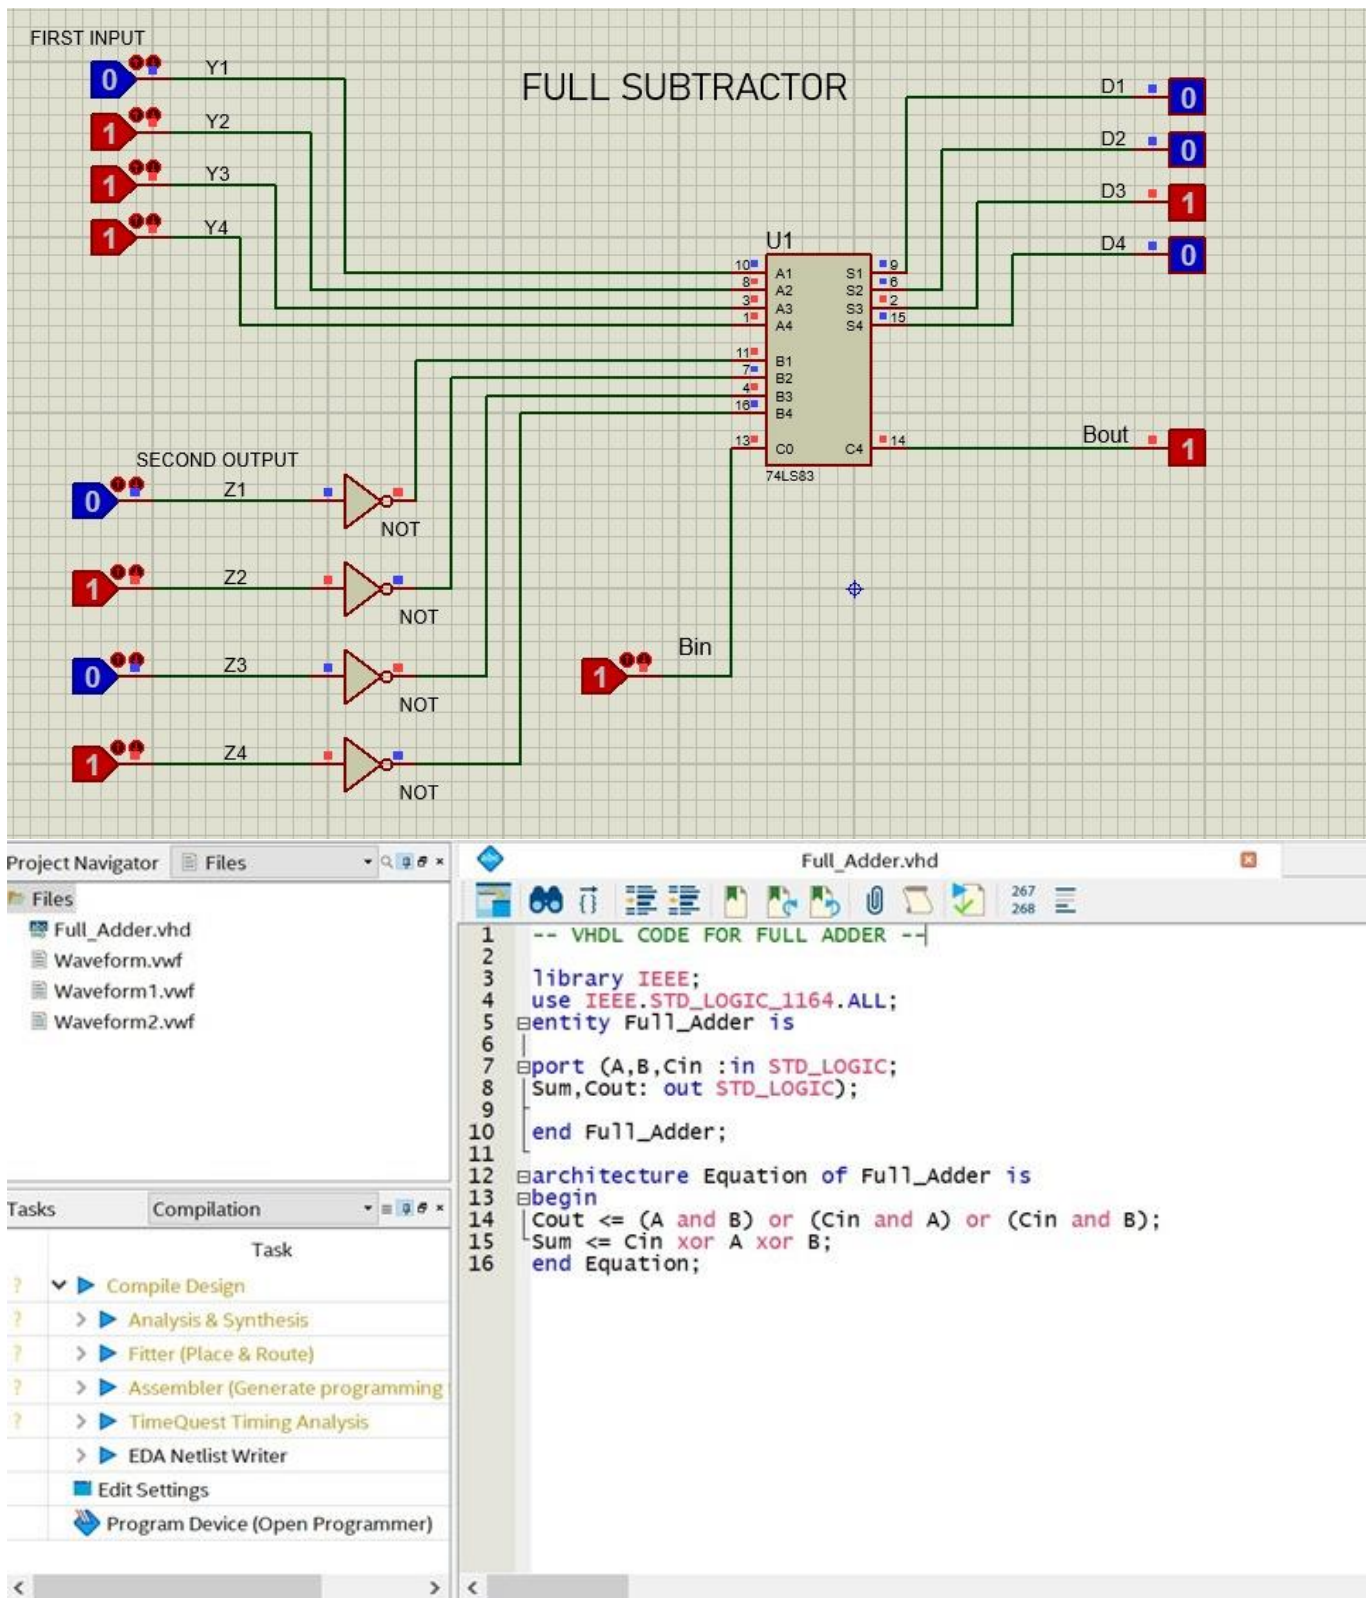 FIRST INPUT
0 Y1
1 Y2
1 Y3
1 Y4
FULL SUBTRACTOR
D1 0
D2 0
D3 1
D4 0
U1
10 A1 S1 9
8 A2 S2 6
3 A3 S3 2
1 A4 S4 15
11 B1
7 B2
4 B3
16 B4
13 C0 C4 14
74LS83
Bout 1
SECOND OUTPUT
0 Z1
NOT
1 Z2
NOT
0 Z3
NOT
1 Z4
NOT
Bin
1
Project Navigator Files
Files
Full_Adder.vhd
Waveform.vwf
Waveform1.vwf
Waveform2.vwf
Tasks Compilation
Task
? Compile Design
? Analysis & Synthesis
? Fitter (Place & Route)
? Assembler (Generate programming
? TimeQuest Timing Analysis
EDA Netlist Writer
Edit Settings
Program Device (Open Programmer)
Full_Adder.vhd
267
268
1 -- VHDL CODE FOR FULL ADDER --
2
3 library IEEE;
4 use IEEE.STD_LOGIC_1164.ALL;
5 entity Full_Adder is
6
7 port (A,B,Cin :in STD_LOGIC;
8 Sum,Cout: out STD_LOGIC);
9
10 end Full_Adder;
11
12 architecture Equation of Full_Adder is
13 begin
14 Cout <= (A and B) or (Cin and A) or (Cin and B);
15 Sum <= Cin xor A xor B;
16 end Equation;